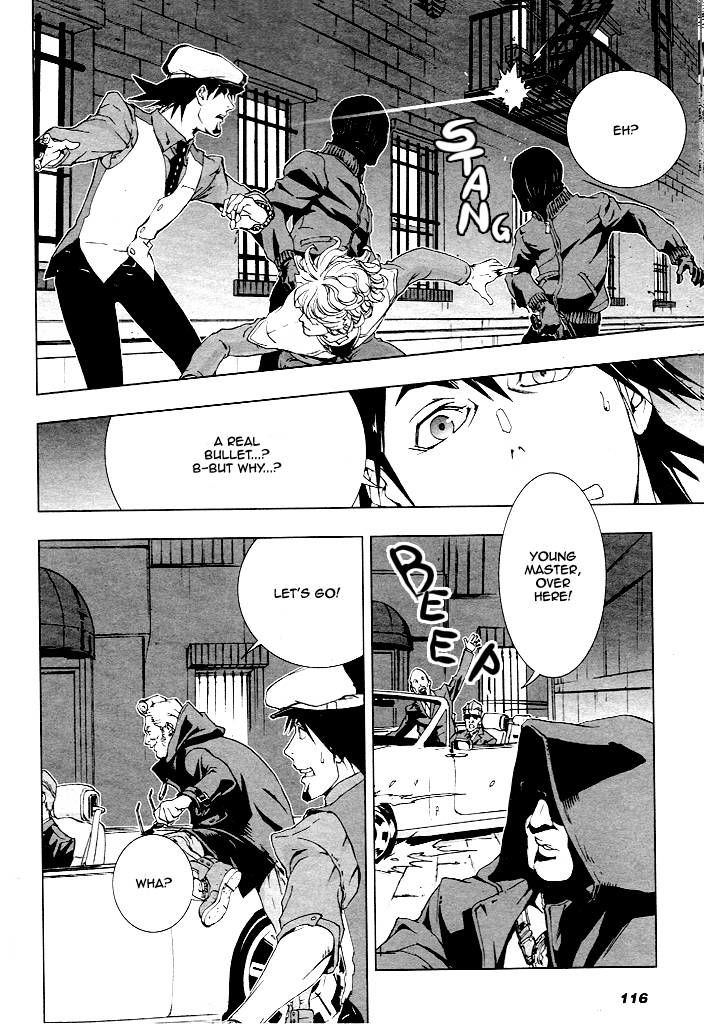 EH?
STANG
A REAL
BULLET...?
B-BUT WHY...?
YOUNG
MASTER,
OVER
HERE!
BEEP
LET'S GO!
WHA?
116